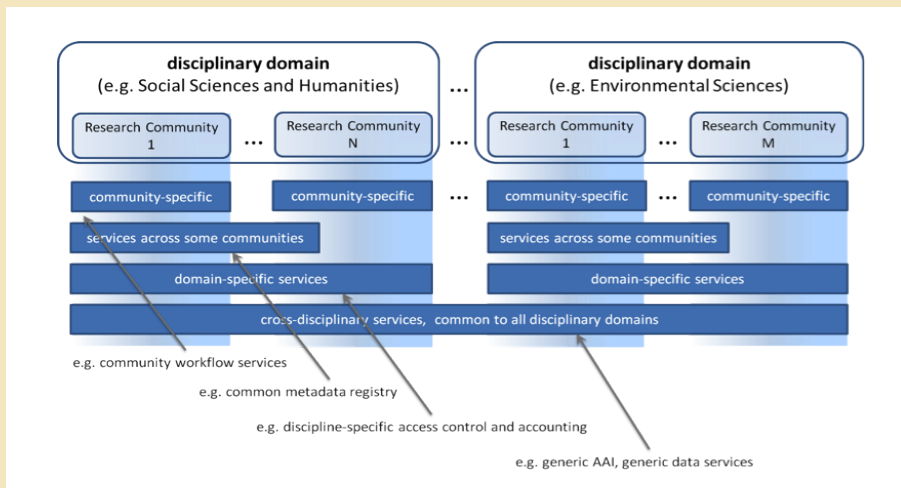 disciplinary domain
(e.g. Social Sciences and Humanities)
...
disciplinary domain
(e.g. Environmental Sciences)
Research Community
1
...
Research Community
N
...
Research Community
1
...
Research Community
M
community-specific
community-specific
...
community-specific
...
community-specific
services across some communities
services across some communities
domain-specific services
domain-specific services
cross-disciplinary services, common to all disciplinary domains
e.g. community workflow services
e.g. common metadata registry
e.g. discipline-specific access control and accounting
e.g. generic AAI, generic data services